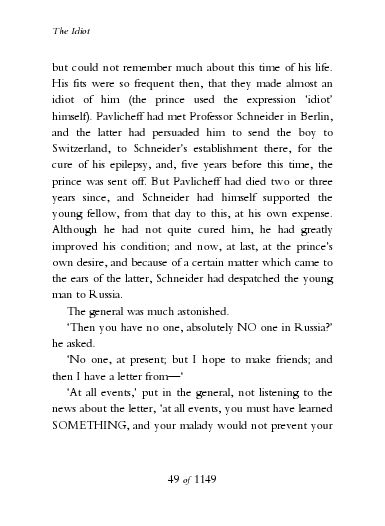 The Idiot
but could not remember much about this time of his life.
His fits were so frequent then, that they made almost an
idiot of him (the prince used the expression 'idiot'
himself). Pavlicheff had met Professor Schneider in Berlin,
and the latter had persuaded him to send the boy to
Switzerland, to Schneider's establishment there, for the
cure of his epilepsy, and, five years before this time, the
prince was sent off. But Pavlicheff had died two or three
years since, and Schneider had himself supported the
young fellow, from that day to this, at his own expense.
Although he had not quite cured him, he had greatly
improved his condition; and now, at last, at the prince's
own desire, and because of a certain matter which came to
the ears of the latter, Schneider had despatched the young
man to Russia.
The general was much astonished.
'Then you have no one, absolutely NO one in Russia?'
he asked.
'No one, at present; but I hope to make friends; and
then I have a letter from—'
'At all events,' put in the general, not listening to the
news about the letter, 'at all events, you must have learned
SOMETHING, and your malady would not prevent your
49 of 1149